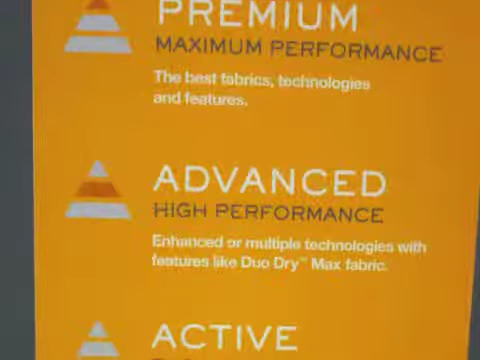 PREMIUM
MAXIMUM PERFORMANCE
The best fabrics, technologies
and features.
ADVANCED
HIGH PERFORMANCE
Enhanced or multiple technologies with
features like Duo Dry™ Max fabric.
ACTIVE